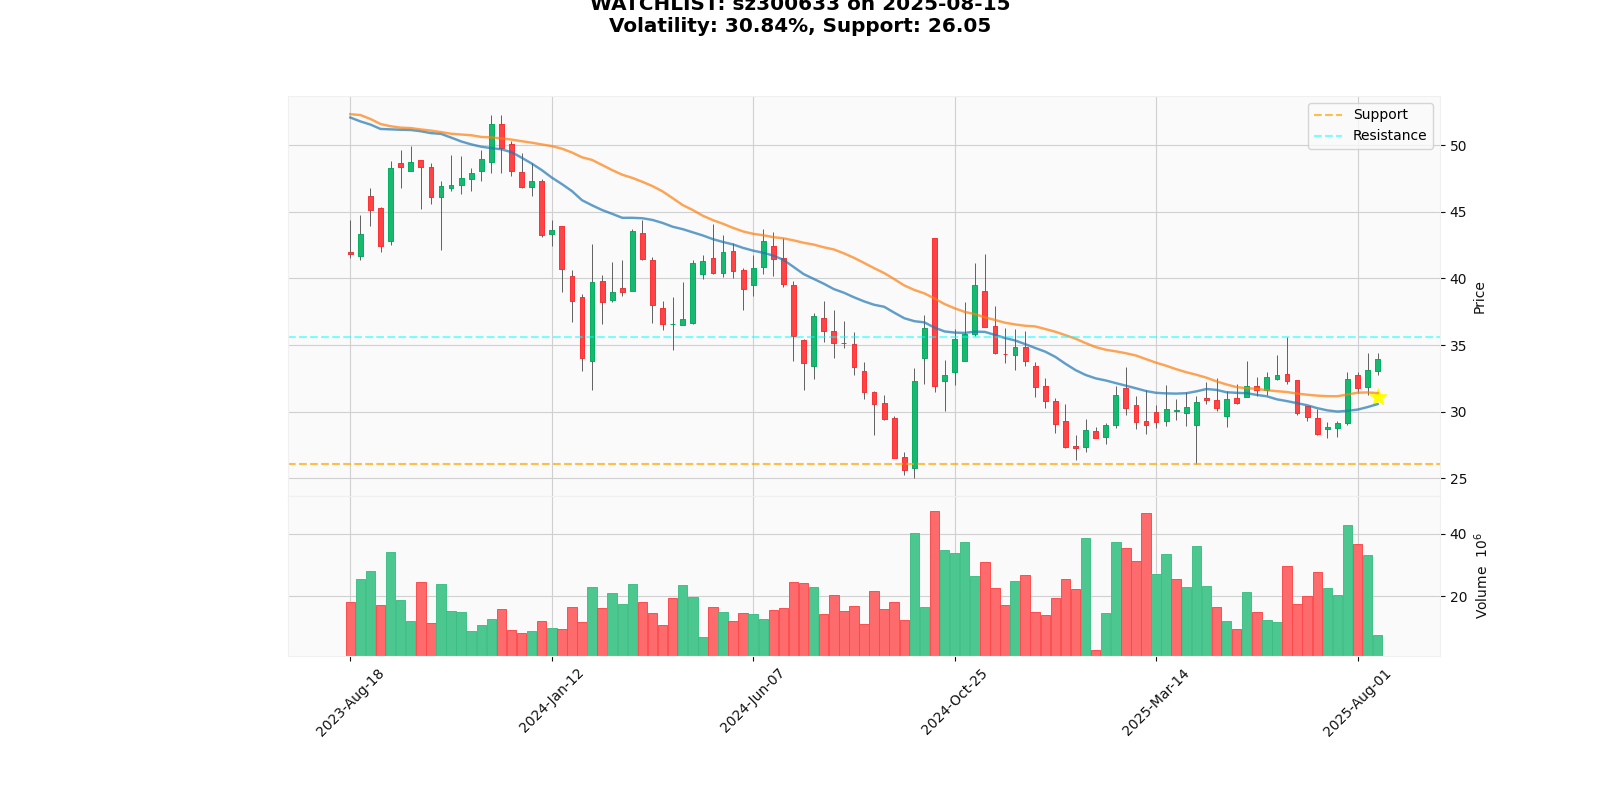 WATCHLIST: sz300633 on 2025-08-15
Volatility: 30.84%, Support: 26.05
Support
Resistance
50
45
40
35
30
25
Price
40
20
Volume 10^6
2023-Aug-18
2024-Jan-12
2024-Jun-07
2024-Oct-25
2025-Mar-14
2025-Aug-01